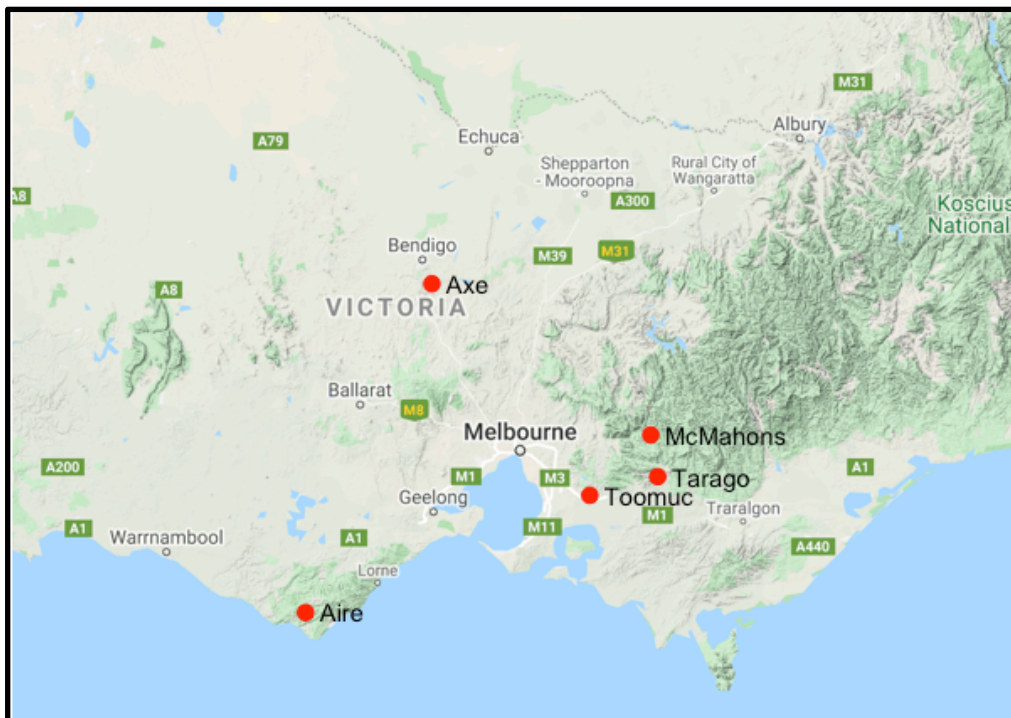 M31
Albury
Echuca
A79
Shepparton
- Mooroopna
Rural City of
Wangaratta
A8
A300
Koscius
National
Bendigo
M39
M31
A8
Axe
VICTORIA
Ballarat
M8
Melbourne
McMahons
A200
M1
M3
Tarago
A1
Geelong
Toomuc
M1
Traralgon
A1
Warrnambool
A1
M11
A440
Lorne
Aire